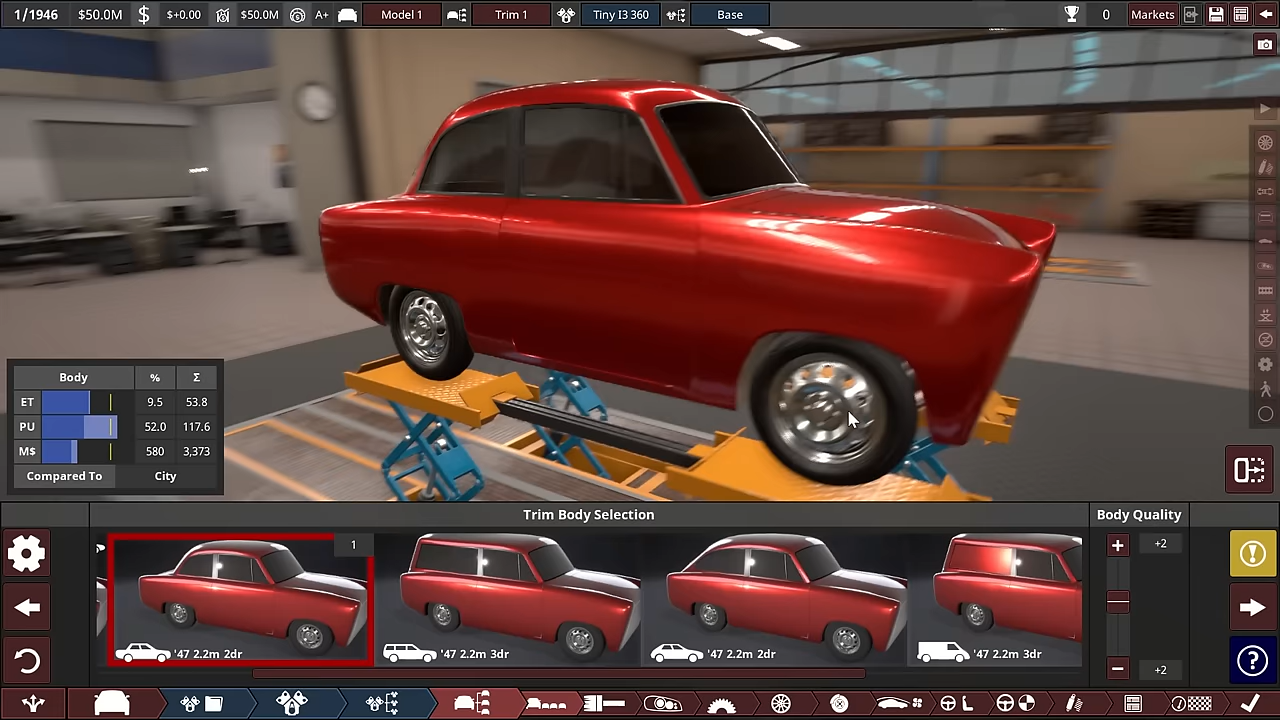 1/1946 $50.0M $ $+0.00 $50.0M A+ Model 1 Trim 1 Tiny I3 360 Base 0 Markets
Body % Σ
ET 9.5 53.8
PU 52.0 117.6
M$ 580 3,373
Compared To City
Trim Body Selection
Body Quality
1
+ +2
'47 2.2m 2dr
'47 2.2m 3dr
'47 2.2m 2dr
'47 2.2m 3dr
- +2
?